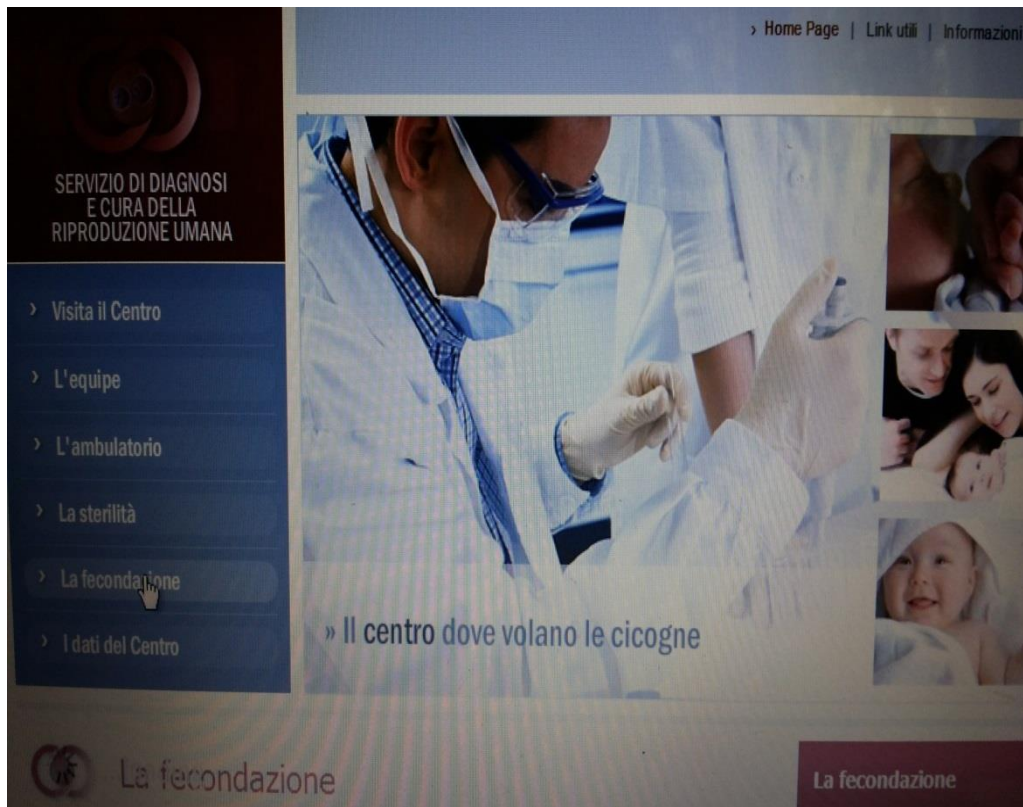 › Home Page | Link utili | Informazioni
SERVIZIO DI DIAGNOSI
E CURA DELLA
RIPRODUZIONE UMANA
› Visita il Centro
› L'equipe
› L'ambulatorio
› La sterilità
› La fecondazione
› I dati del Centro
» Il centro dove volano le cicogne
La fecondazione
La fecondazione